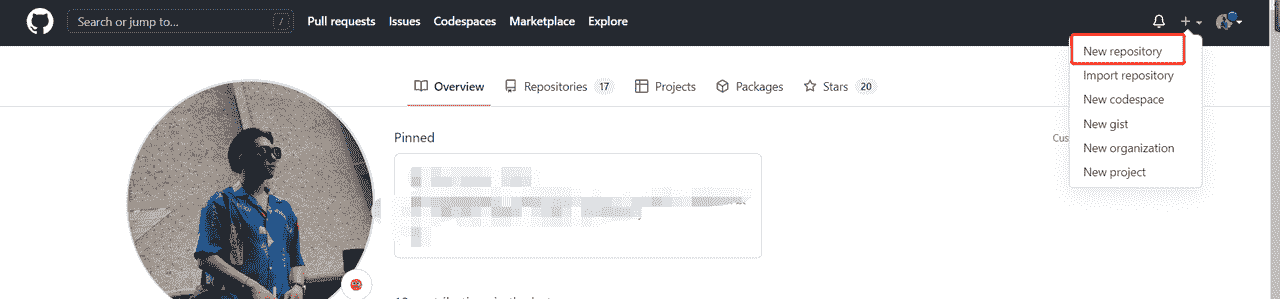 Search or jump to... / Pull requests Issues Codespaces Marketplace Explore
New repository
Import repository
New codespace
New gist
New organization
New project
Overview Repositories 17 Projects Packages Stars 20
Pinned